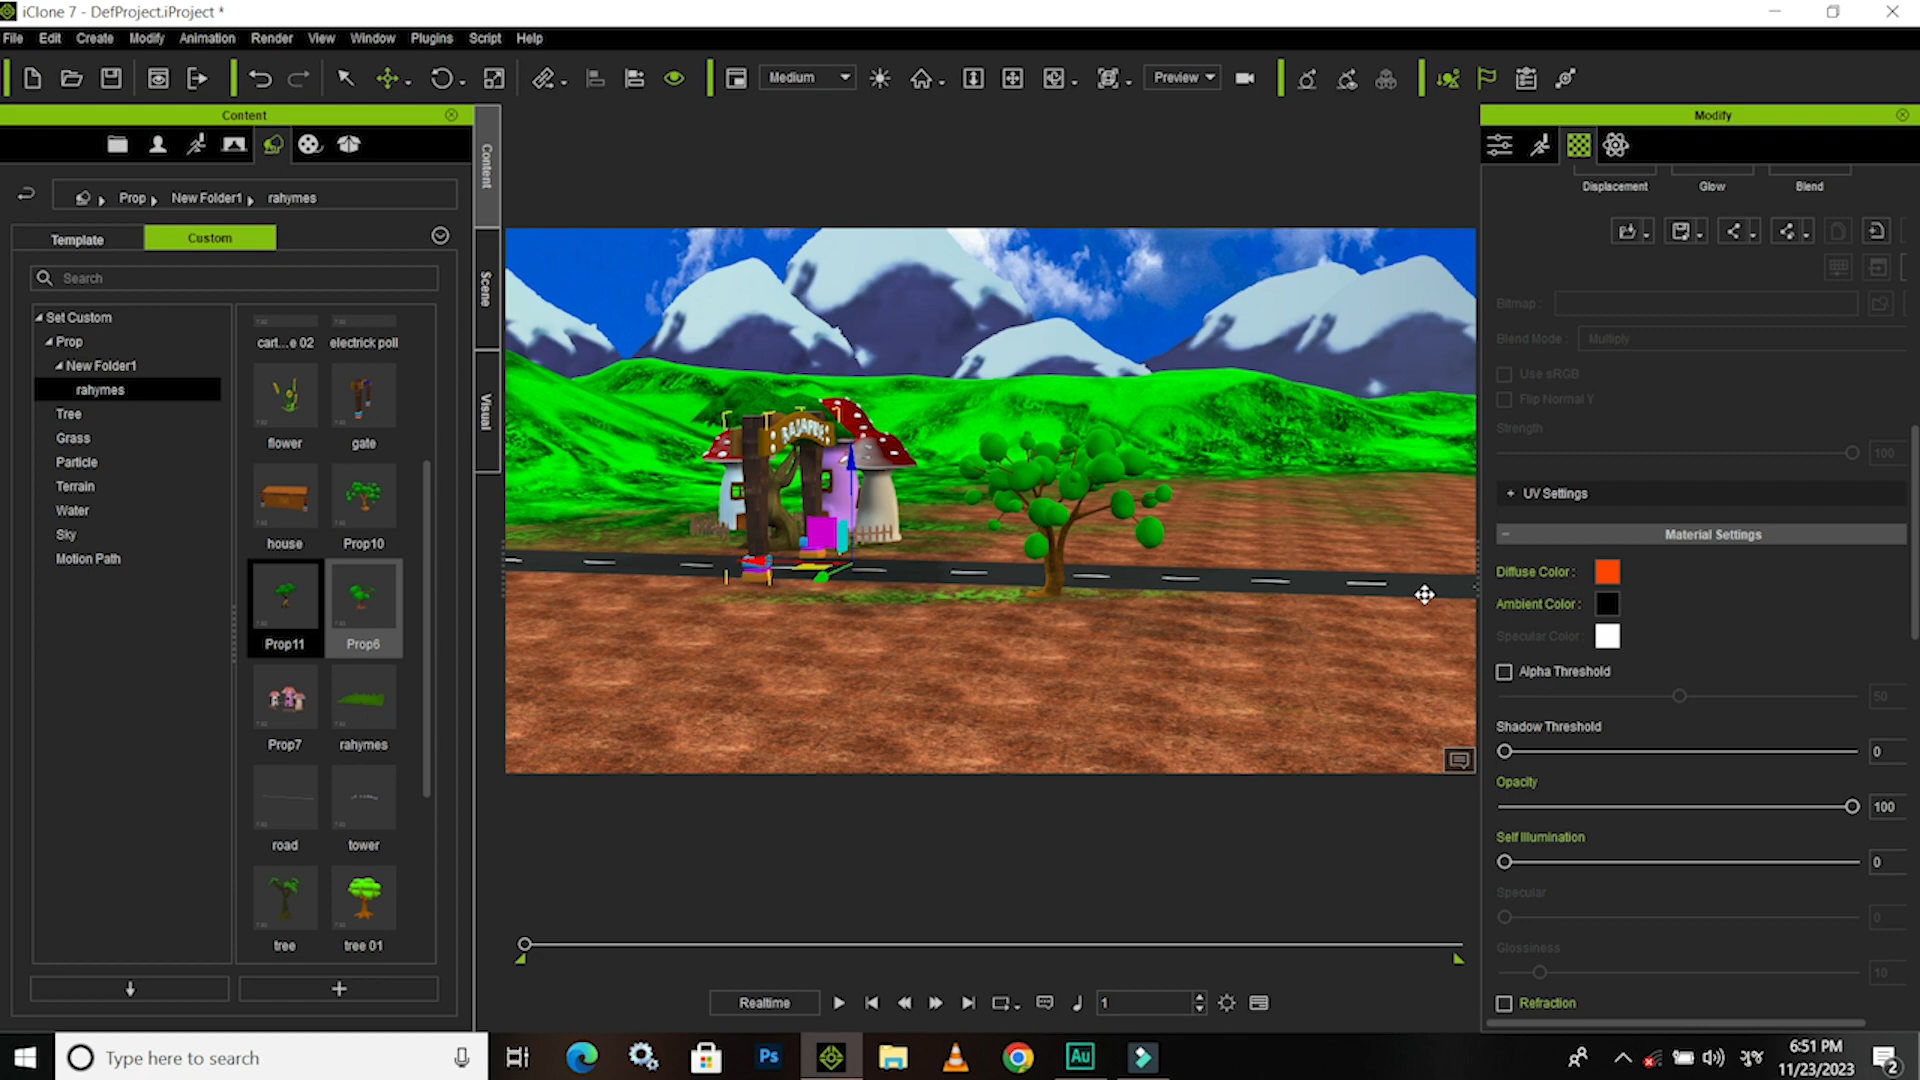 iClone 7 - DefProject.iProject *
File Edit Create Modify Animation Render View Window Plugins Script Help
Medium
Preview
Content
Modify
Content
Scene
Visual
Prop New Folder1 rahymes
Template Custom
Search
Set Custom
Prop
New Folder1
rahymes
Tree
Grass
Particle
Terrain
Water
Sky
Motion Path
cart...e 02 electrick poll
flower gate
house Prop10
Prop11 Prop6
Prop7 rahymes
road tower
tree tree 01
Displacement Glow Blend
Bitmap :
Blend Mode : Multiply
Use sRGB
Flip Normal Y
Strength
100
UV Settings
Material Settings
Diffuse Color :
Ambient Color :
Specular Color :
Alpha Threshold
50
Shadow Threshold
0
Opacity
100
Self Illumination
0
Specular
0
Glossiness
10
Refraction
Realtime
1
Type here to search
Ps
Au
6:51 PM
11/23/2023
2